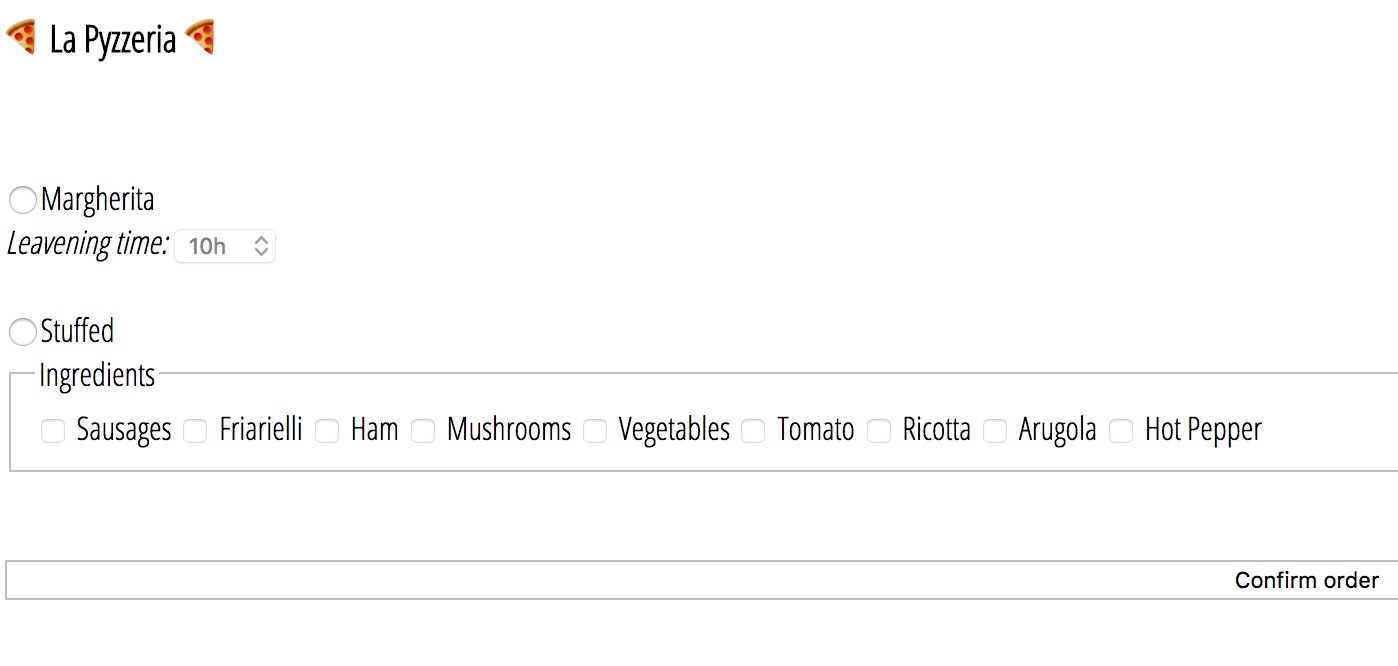 🍕 La Pyzzeria 🍕
Margherita
Leavening time: 10h
Stuffed
Ingredients
Sausages Friarielli Ham Mushrooms Vegetables Tomato Ricotta Arugola Hot Pepper
Confirm order